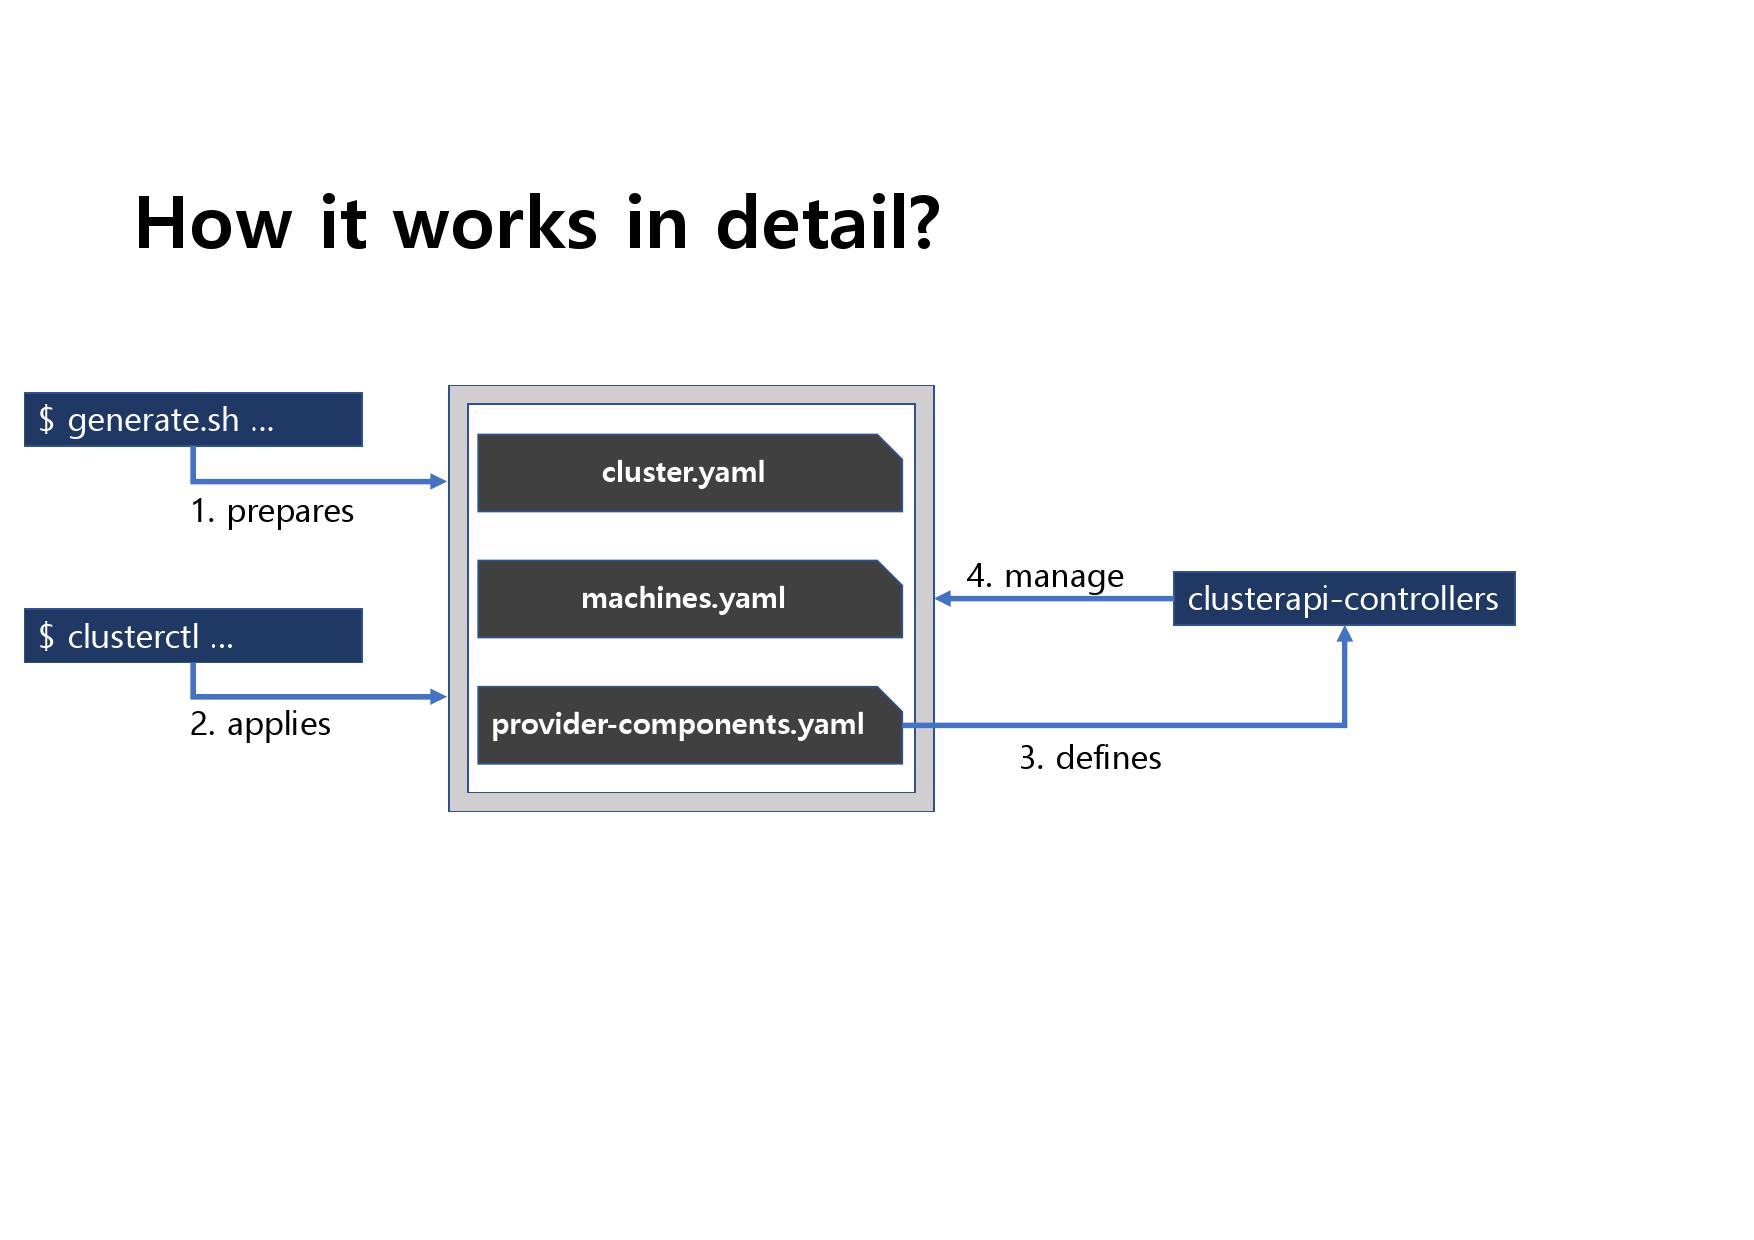 How it works in detail?
$ generate.sh ...
1. prepares
$ clusterctl ...
2. applies
cluster.yaml
machines.yaml
provider-components.yaml
4. manage
clusterapi-controllers
3. defines